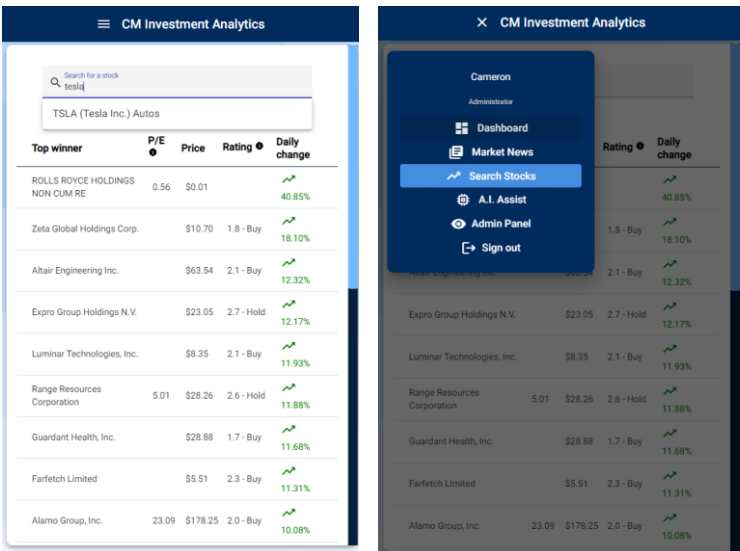 CM Investment Analytics
Search for a stock
tesla
TSLA (Tesla Inc.) Autos
Top winner P/E Price Rating Daily change
ROLLS ROYCE HOLDINGS NON CUM RE 0.56 $0.01 40.85%
Zeta Global Holdings Corp. $10.70 1.8 - Buy 18.10%
Altair Engineering Inc. $63.54 2.1 - Buy 12.32%
Expro Group Holdings N.V. $23.05 2.7 - Hold 12.17%
Luminar Technologies, Inc. $8.35 2.1 - Buy 11.93%
Range Resources Corporation 5.01 $28.26 2.6 - Hold 11.88%
Guardant Health, Inc. $28.88 1.7 - Buy 11.68%
Farfetch Limited $5.51 2.3 - Buy 11.31%
Alamo Group, Inc. 23.09 $178.25 2.0 - Buy 10.08%
CM Investment Analytics
Cameron
Administrator
Dashboard
Market News
Search Stocks
A.I. Assist
Admin Panel
Sign out
Rating Daily change
40.85%
1.8 - Buy 18.10%
Altair Engineering Inc. $63.54 2.1 - Buy 12.32%
Expro Group Holdings N.V. $23.05 2.7 - Hold 12.17%
Luminar Technologies, Inc. $8.35 2.1 - Buy 11.93%
Range Resources Corporation 5.01 $28.26 2.6 - Hold 11.88%
Guardant Health, Inc. $28.88 1.7 - Buy 11.68%
Farfetch Limited $5.51 2.3 - Buy 11.31%
Alamo Group, Inc. 23.09 $178.25 2.0 - Buy 10.08%